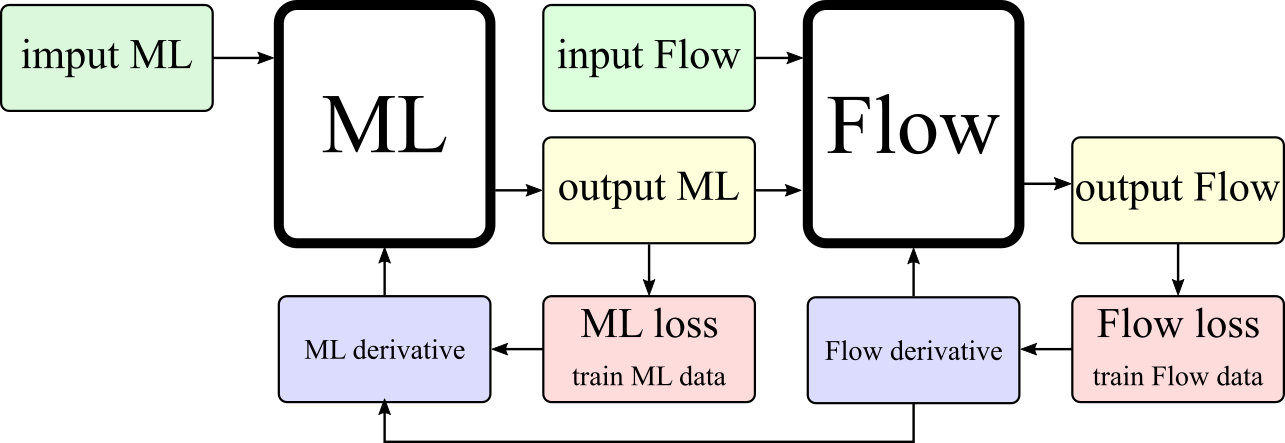 imput ML
ML
input Flow
Flow
output ML
output Flow
ML derivative
ML loss
train ML data
Flow derivative
Flow loss
train Flow data